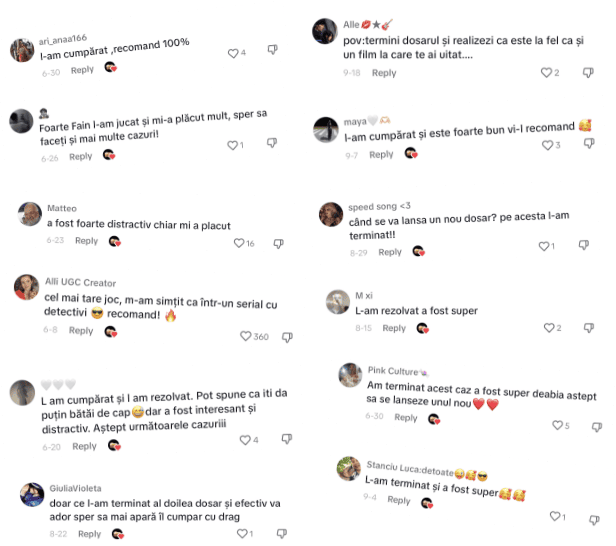 ari_anaa166
I-am cumpărat ,recomand 100%
6-30 Reply
4
Foarte Fain l-am jucat și mi-a plăcut mult, sper sa
faceți și mai multe cazuri!
6-26 Reply
1
Matteo
a fost foarte distractiv chiar mi a placut
6-23 Reply
16
Alli UGC Creator
cel mai tare joc, m-am simțit ca într-un serial cu
detectivi 😎 recomand! 🔥
6-8 Reply
360
🤍🤍🤍
L am cumpărat și l am rezolvat. Pot spune ca iti da
puțin bătăi de cap😅dar a fost interesant și
distractiv. Aștept următoarele cazuriii
6-20 Reply
4
GiuliaVioleta
doar ce l-am terminat al doilea dosar și efectiv va
ador sper sa mai apară îl cumpar cu drag
8-22 Reply
1
Alle💋★🎸
pov:termini dosarul și realizezi ca este la fel ca și
un film la care te ai uitat....
9-18 Reply
2
maya🤍🫶🏻
l-am cumpărat și este foarte bun vi-l recomand 🥰
9-7 Reply
3
speed song <3
când se va lansa un nou dosar? pe acesta l-am
terminat!!
8-29 Reply
1
M xi
L-am rezolvat a fost super
8-15 Reply
2
Pink Culture
Am terminat acest caz a fost super deabia astept
sa se lanseze unul nou❤️❤️
6-30 Reply
5
Stanciu Luca:detoate😜🥰😎
L-am terminat și a fost super🥰🥰
9-4 Reply
1